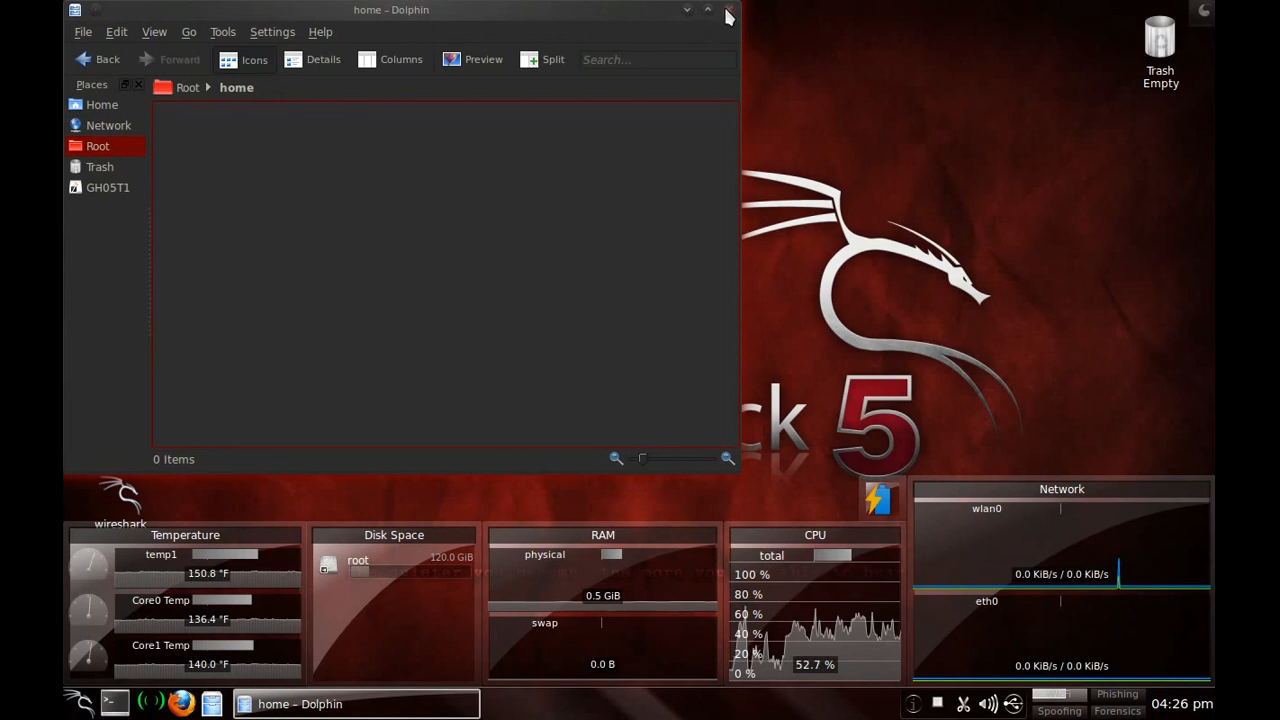 home – Dolphin
File Edit View Go Tools Settings Help
Back Forward Icons Details Columns Preview Split Search...
Places
Root home
Home
Network
Root
Trash
GH05T1
0 Items
Trash
Empty
ck 5
wireshark
Temperature
temp1
150.8 °F
Core0 Temp
136.4 °F
Core1 Temp
140.0 °F
Disk Space
root
120.0 GiB
RAM
physical
0.5 GiB
swap
0.0 B
CPU
total
100 %
80 %
60 %
40 %
20 %
0 %
52.7 %
Network
wlan0
0.0 KiB/s / 0.0 KiB/s
eth0
0.0 KiB/s / 0.0 KiB/s
home – Dolphin
Phishing
Spoofing Forensics
04:26 pm